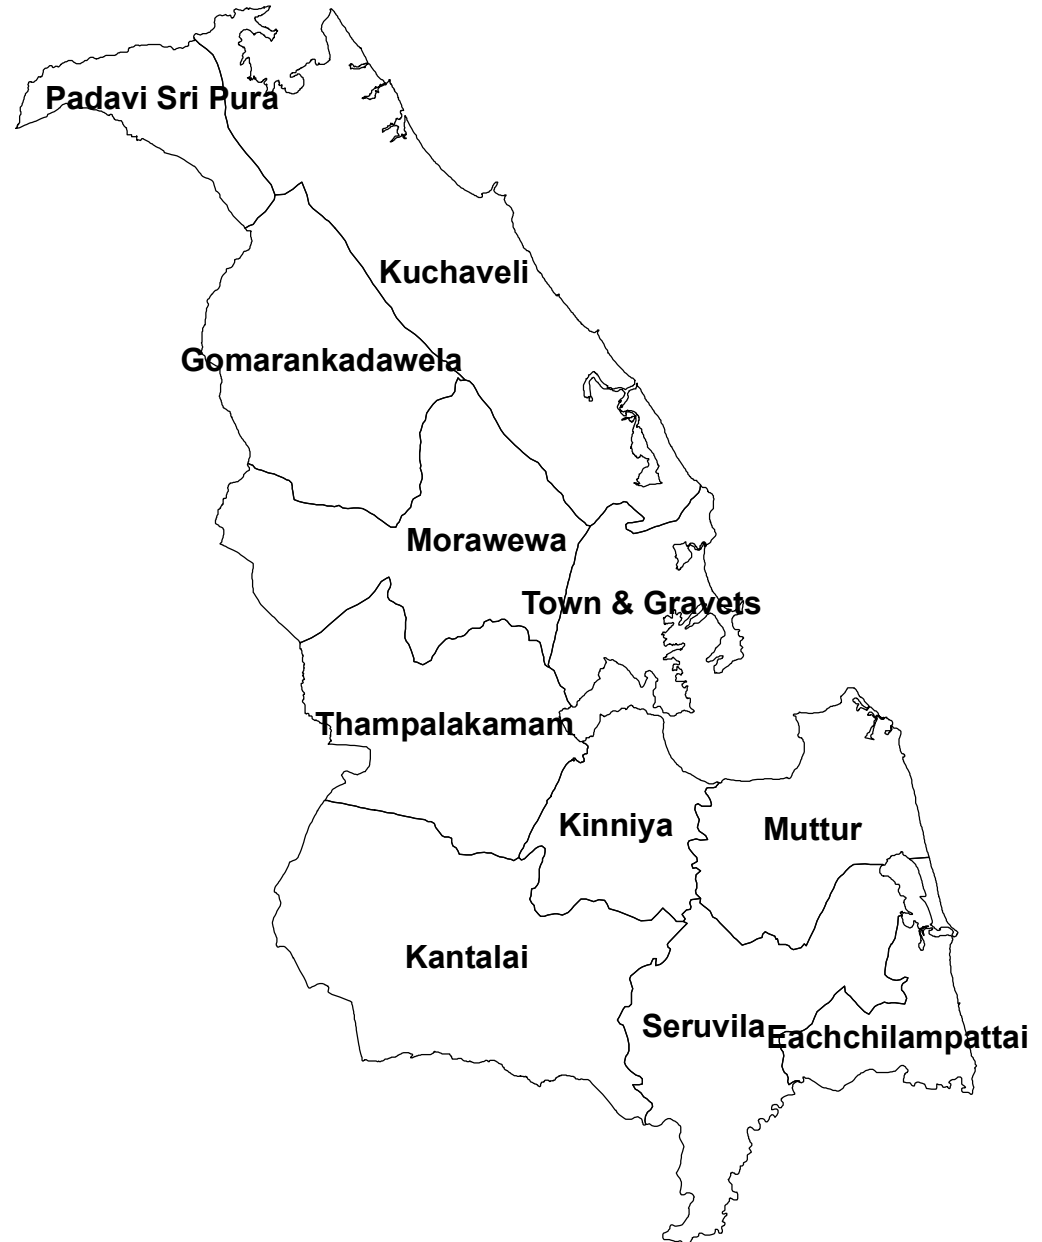 Padavi Sri Pura
Kuchaveli
Gomarankadawela
Morawewa
Town & Gravets
Thampalakamam
Kinniya
Muttur
Kantalai
Seruvila
Eachchilampattai